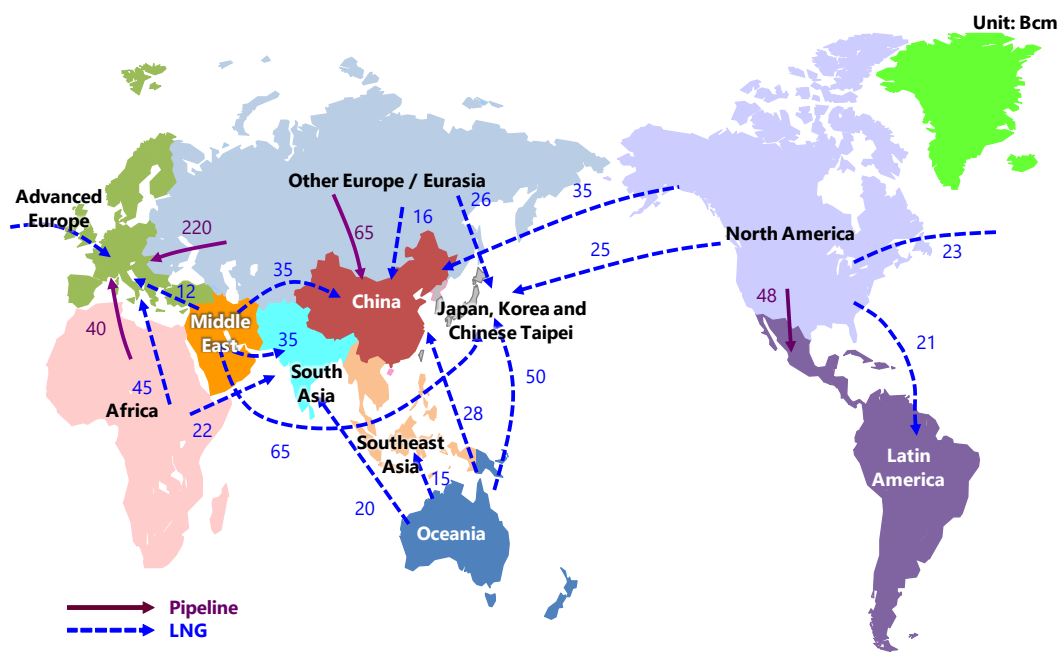 Unit: Bcm
Other Europe / Eurasia
Advanced
Europe
35
26
16
220
65
North America
25
23
35
China
12
Middle
East
Japan, Korea and
Chinese Taipei
48
40
35
21
South
Asia
45
Africa
50
22
28
65
Southeast
Asia
15
20
Latin
America
Oceania
Pipeline
LNG